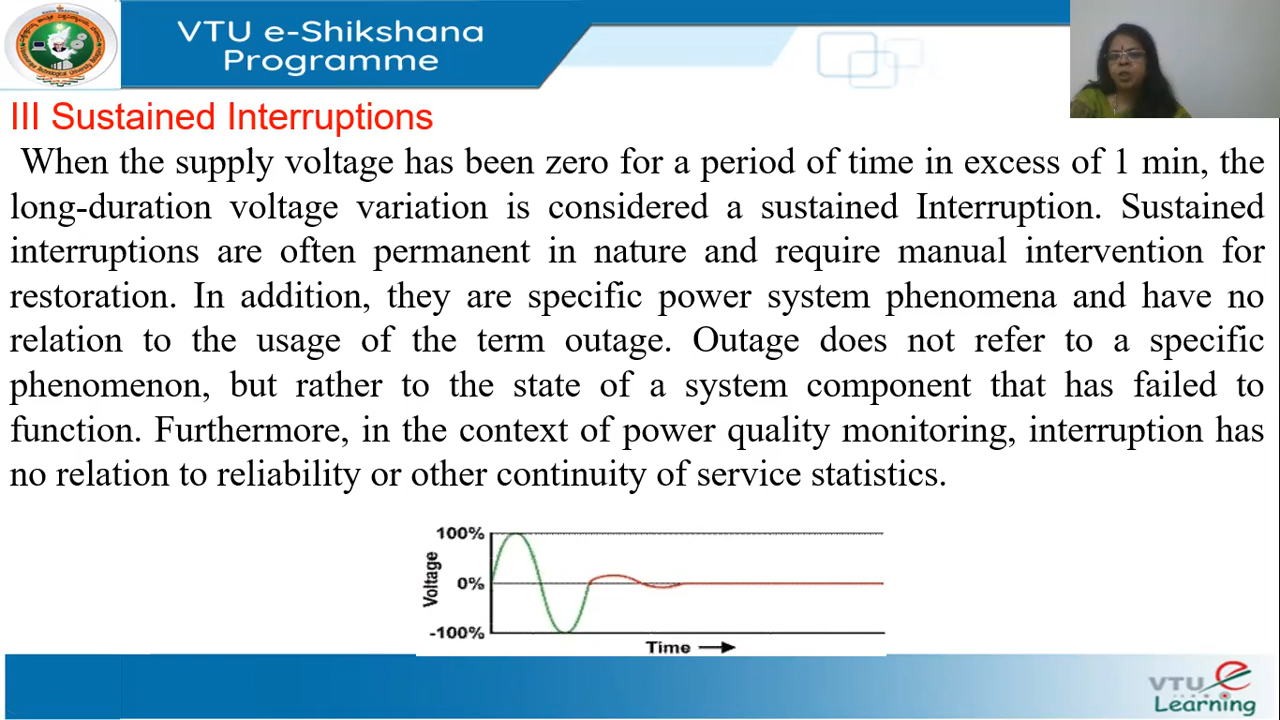 VTU e-Shikshana
Programme
III Sustained Interruptions
When the supply voltage has been zero for a period of time in excess of 1 min, the
long-duration voltage variation is considered a sustained Interruption. Sustained
interruptions are often permanent in nature and require manual intervention for
restoration. In addition, they are specific power system phenomena and have no
relation to the usage of the term outage. Outage does not refer to a specific
phenomenon, but rather to the state of a system component that has failed to
function. Furthermore, in the context of power quality monitoring, interruption has
no relation to reliability or other continuity of service statistics.
100%
Voltage
0%
-100%
Time
VTU e
Learning